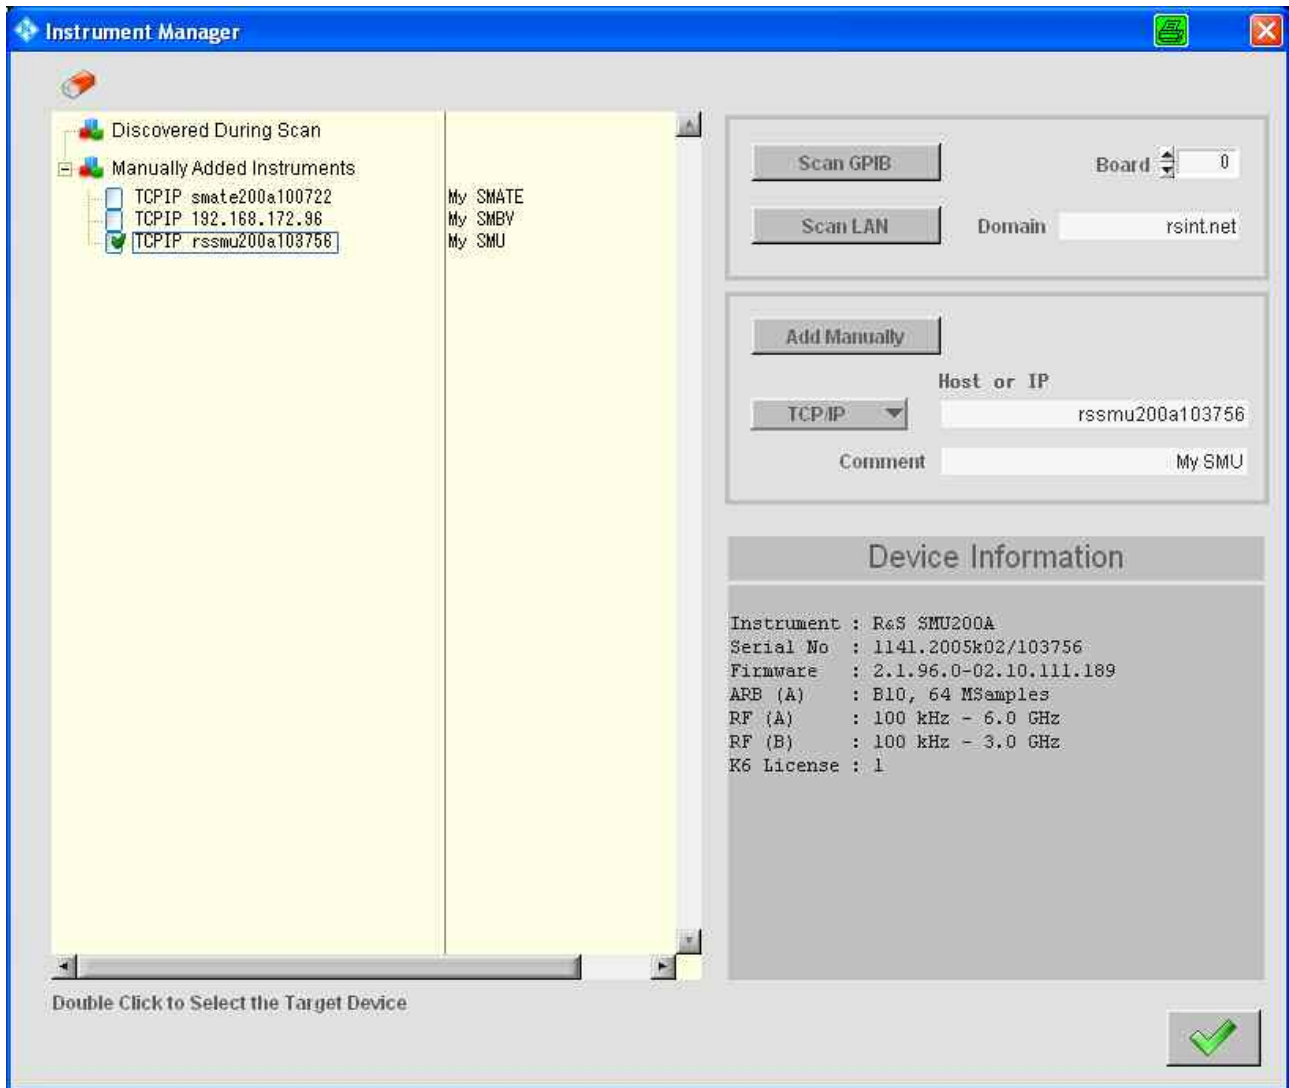 Instrument Manager
Discovered During Scan
Manually Added Instruments
TCPIP smate200a100722 My SMATE
TCPIP 192.168.172.96 My SMBV
TCPIP rssmu200a103756 My SMU
Scan GPIB Board 0
Scan LAN Domain rsint.net
Add Manually
Host or IP
TCP/IP rssmu200a103756
Comment My SMU
Device Information
Instrument : R&S SMU200A
Serial No : 1141.2005k02/103756
Firmware : 2.1.96.0-02.10.111.189
ARB (A) : B10, 64 MSamples
RF (A) : 100 kHz - 6.0 GHz
RF (B) : 100 kHz - 3.0 GHz
K6 License : 1
Double Click to Select the Target Device